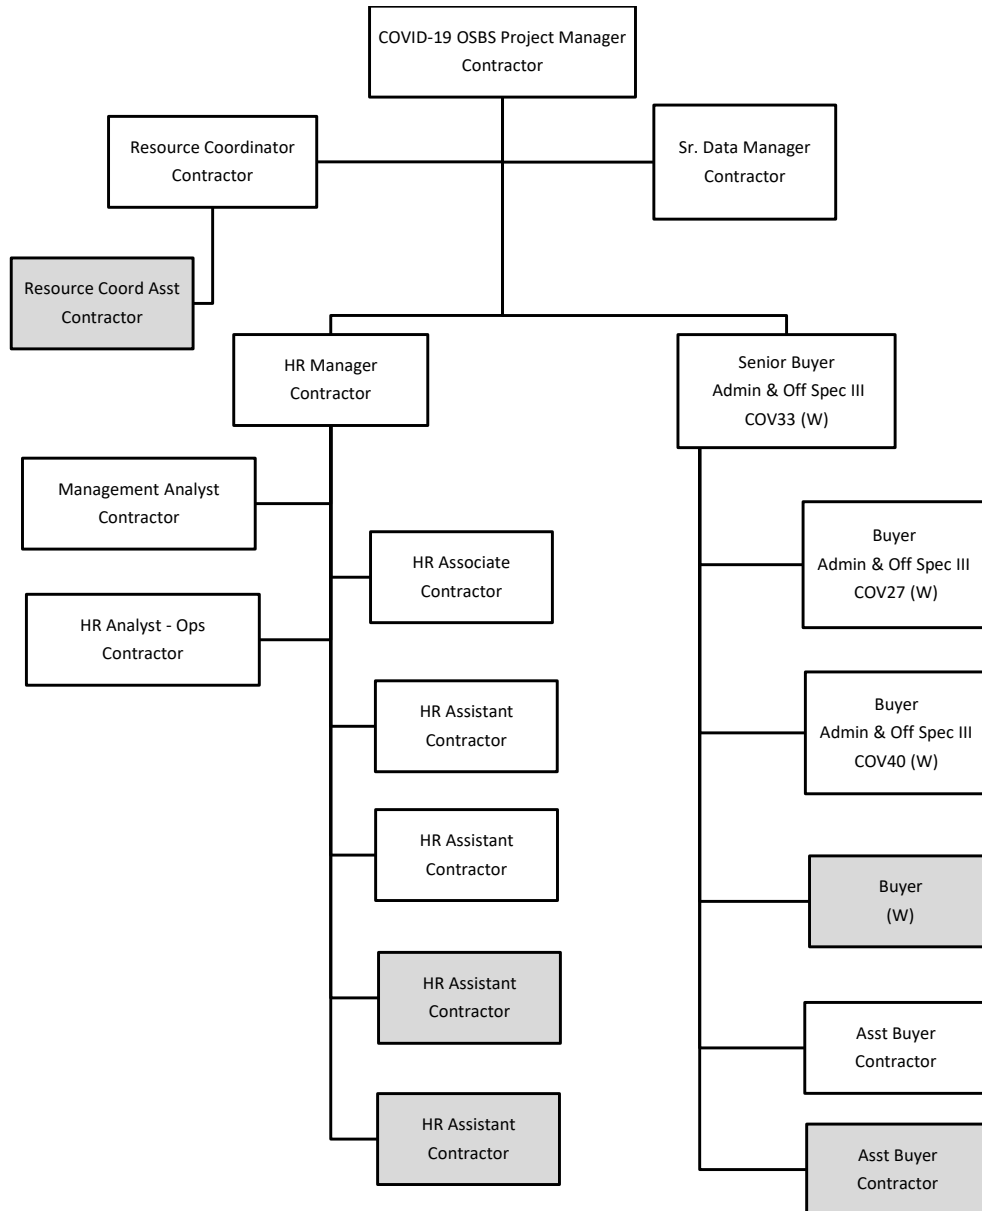 COVID-19 OSBS Project Manager
Contractor
Resource Coordinator
Contractor
Sr. Data Manager
Contractor
Resource Coord Asst
Contractor
HR Manager
Contractor
Senior Buyer
Admin & Off Spec III
COV33 (W)
Management Analyst
Contractor
HR Associate
Contractor
HR Analyst - Ops
Contractor
HR Assistant
Contractor
HR Assistant
Contractor
HR Assistant
Contractor
HR Assistant
Contractor
Buyer
Admin & Off Spec III
COV27 (W)
Buyer
Admin & Off Spec III
COV40 (W)
Buyer
(W)
Asst Buyer
Contractor
Asst Buyer
Contractor